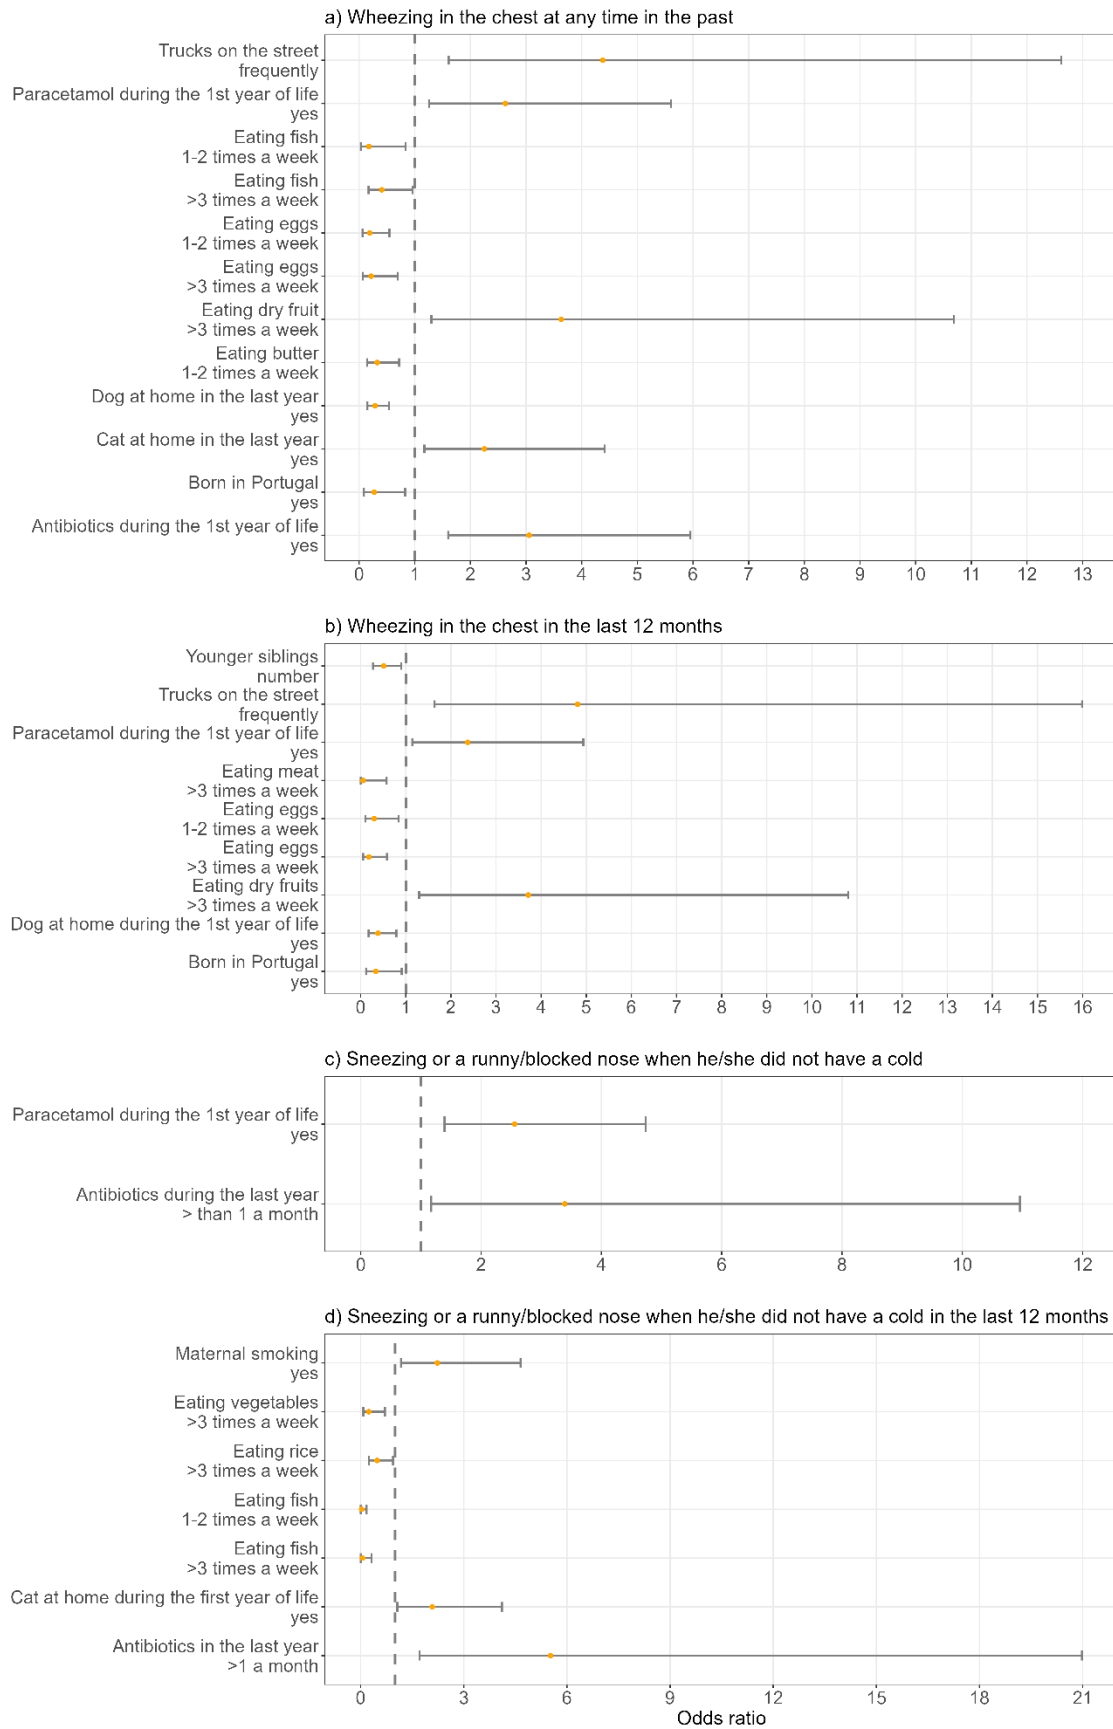 a) Wheezing in the chest at any time in the past
Trucks on the street
frequently
Paracetamol during the 1st year of life
yes
Eating fish
1-2 times a week
Eating fish
>3 times a week
Eating eggs
1-2 times a week
Eating eggs
>3 times a week
Eating dry fruit
>3 times a week
Eating butter
1-2 times a week
Dog at home in the last year
yes
Cat at home in the last year
yes
Born in Portugal
yes
Antibiotics during the 1st year of life
yes
0 1 2 3 4 5 6 7 8 9 10 11 12 13
b) Wheezing in the chest in the last 12 months
Younger siblings
number
Trucks on the street
frequently
Paracetamol during the 1st year of life
yes
Eating meat
>3 times a week
Eating eggs
1-2 times a week
Eating eggs
>3 times a week
Eating dry fruits
>3 times a week
Dog at home during the 1st year of life
yes
Born in Portugal
yes
0 1 2 3 4 5 6 7 8 9 10 11 12 13 14 15 16
c) Sneezing or a runny/blocked nose when he/she did not have a cold
Paracetamol during the 1st year of life
yes
Antibiotics during the last year
> than 1 a month
0 2 4 6 8 10 12
d) Sneezing or a runny/blocked nose when he/she did not have a cold in the last 12 months
Maternal smoking
yes
Eating vegetables
>3 times a week
Eating rice
>3 times a week
Eating fish
1-2 times a week
Eating fish
>3 times a week
Cat at home during the first year of life
yes
Antibiotics in the last year
>1 a month
0 3 6 9 12 15 18 21
Odds ratio